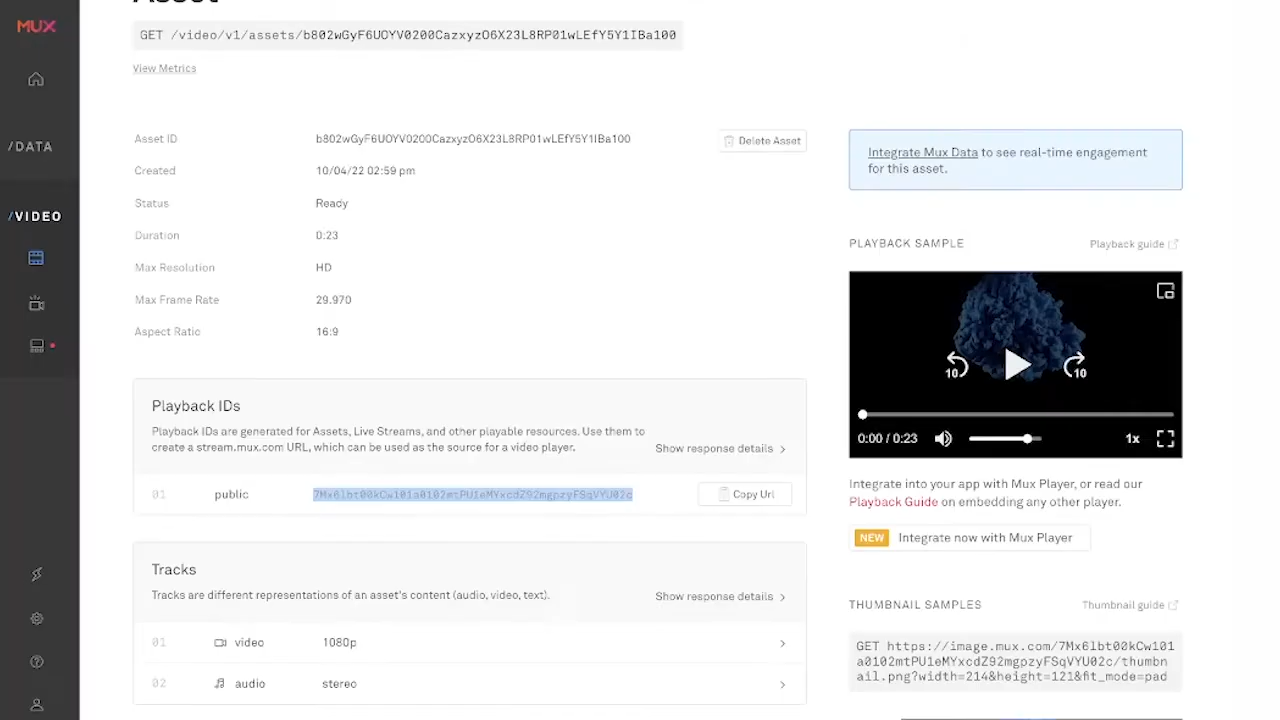 MUX
/DATA
/VIDEO
GET /video/v1/assets/b802wGyF6UOYV0200CazxyzO6X23L8RP01wLEfY5Y1IBa100
View Metrics
Asset ID
b802wGyF6UOYV0200CazxyzO6X23L8RP01wLEfY5Y1IBa100
Delete Asset
Created
10/04/22 02:59 pm
Status
Ready
Duration
0:23
Max Resolution
HD
Max Frame Rate
29.970
Aspect Ratio
16:9
Playback IDs
Playback IDs are generated for Assets, Live Streams, and other playable resources. Use them to
create a stream.mux.com URL, which can be used as the source for a video player.
Show response details
01
public
7Mx6lbt00kCw101a0102mtPU1eMYxcdZ92mgpzyFSqVYU02c
Copy Url
Tracks
Tracks are different representations of an asset's content (audio, video, text).
Show response details
01
video
1080p
02
audio
stereo
Integrate Mux Data to see real-time engagement
for this asset.
PLAYBACK SAMPLE
Playback guide
10
10
0:00 / 0:23
1x
Integrate into your app with Mux Player, or read our
Playback Guide on embedding any other player.
NEW
Integrate now with Mux Player
THUMBNAIL SAMPLES
Thumbnail guide
GET https://image.mux.com/7Mx6lbt00kCw101
a0102mtPU1eMYxcdZ92mgpzyFSqVYU02c/thumbn
ail.png?width=214&height=121&fit_mode=pad